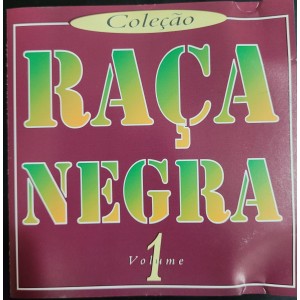 Coleção
RAÇA
NEGRA
Volume 1